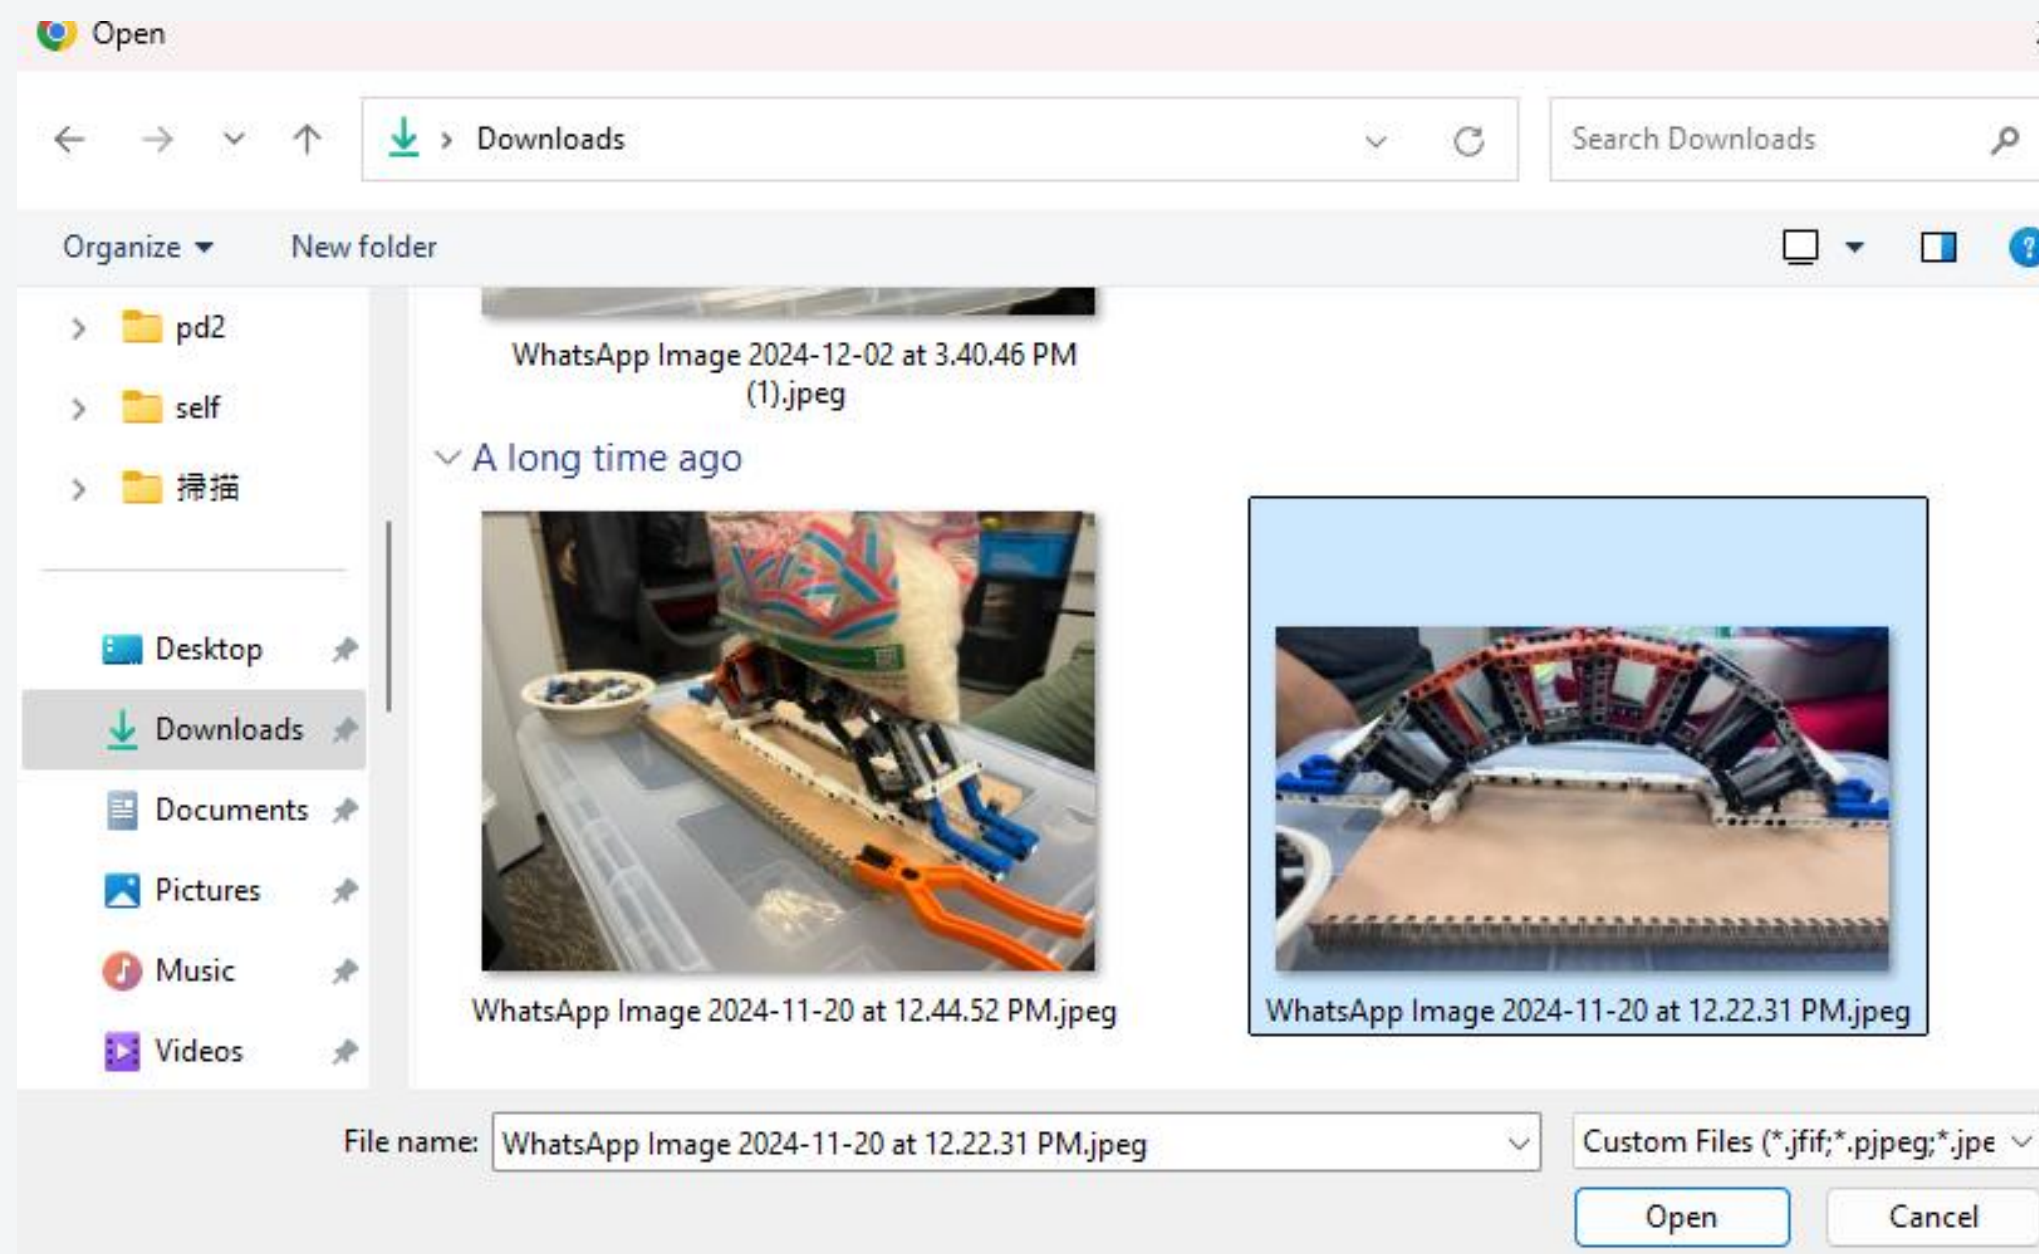 Open
Downloads
Search Downloads
Organize
New folder
pd2
self
掃描
Desktop
Downloads
Documents
Pictures
Music
Videos
WhatsApp Image 2024-12-02 at 3.40.46 PM
(1).jpeg
A long time ago
WhatsApp Image 2024-11-20 at 12.44.52 PM.jpeg
WhatsApp Image 2024-11-20 at 12.22.31 PM.jpeg
File name:
WhatsApp Image 2024-11-20 at 12.22.31 PM.jpeg
Custom Files (*.jfif;*.pjpeg;*.jpe
Open
Cancel